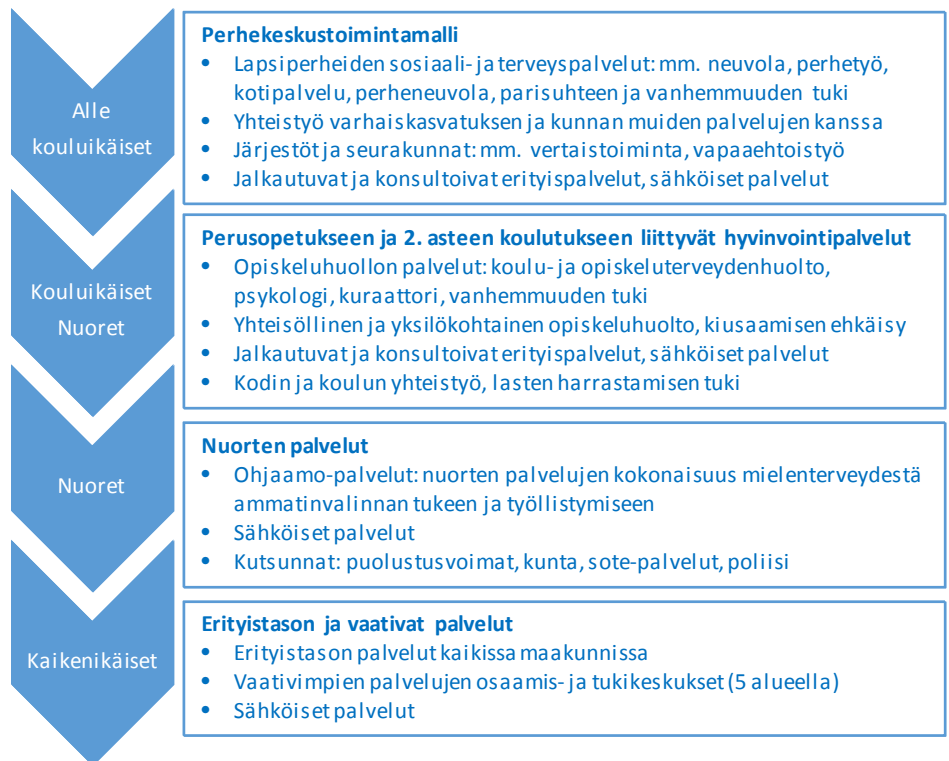 Alle
kouluikäiset
Perhekeskustoimintamalli
• Lapsiperheiden sosiaali- ja terveyspalvelut: mm. neuvola, perhetyö,
kotipalvelu, perheneuvola, parisuhteen ja vanhemmuuden tuki
• Yhteistyö varhaiskasvatuksen ja kunnan muiden palvelujen kanssa
• Järjestöt ja seurakunnat: mm. vertaistoiminta, vapaaehtoistyö
• Jalkautuvat ja konsultoivat erityispalvelut, sähköiset palvelut
Kouluikäiset
Nuoret
Perusopetukseen ja 2. asteen koulutukseen liittyvät hyvinvointipalvelut
• Opiskeluhuollon palvelut: koulu- ja opiskeluterveydenhuolto,
psykologi, kuraattori, vanhemmuuden tuki
• Yhteisöllinen ja yksilökohtainen opiskeluhuolto, kiusaamisen ehkäisy
• Jalkautuvat ja konsultoivat erityispalvelut, sähköiset palvelut
• Kodin ja koulun yhteistyö, lasten harrastamisen tuki
Nuoret
Nuorten palvelut
• Ohjaamo-palvelut: nuorten palvelujen kokonaisuus mielenterveydestä
ammatinvalinnan tukeen ja työllistymiseen
• Sähköiset palvelut
• Kutsunnat: puolustusvoimat, kunta, sote-palvelut, poliisi
Kaikenikäiset
Erityistason ja vaativat palvelut
• Erityistason palvelut kaikissa maakunnissa
• Vaativimpien palvelujen osaamis- ja tukikeskukset (5 alueella)
• Sähköiset palvelut